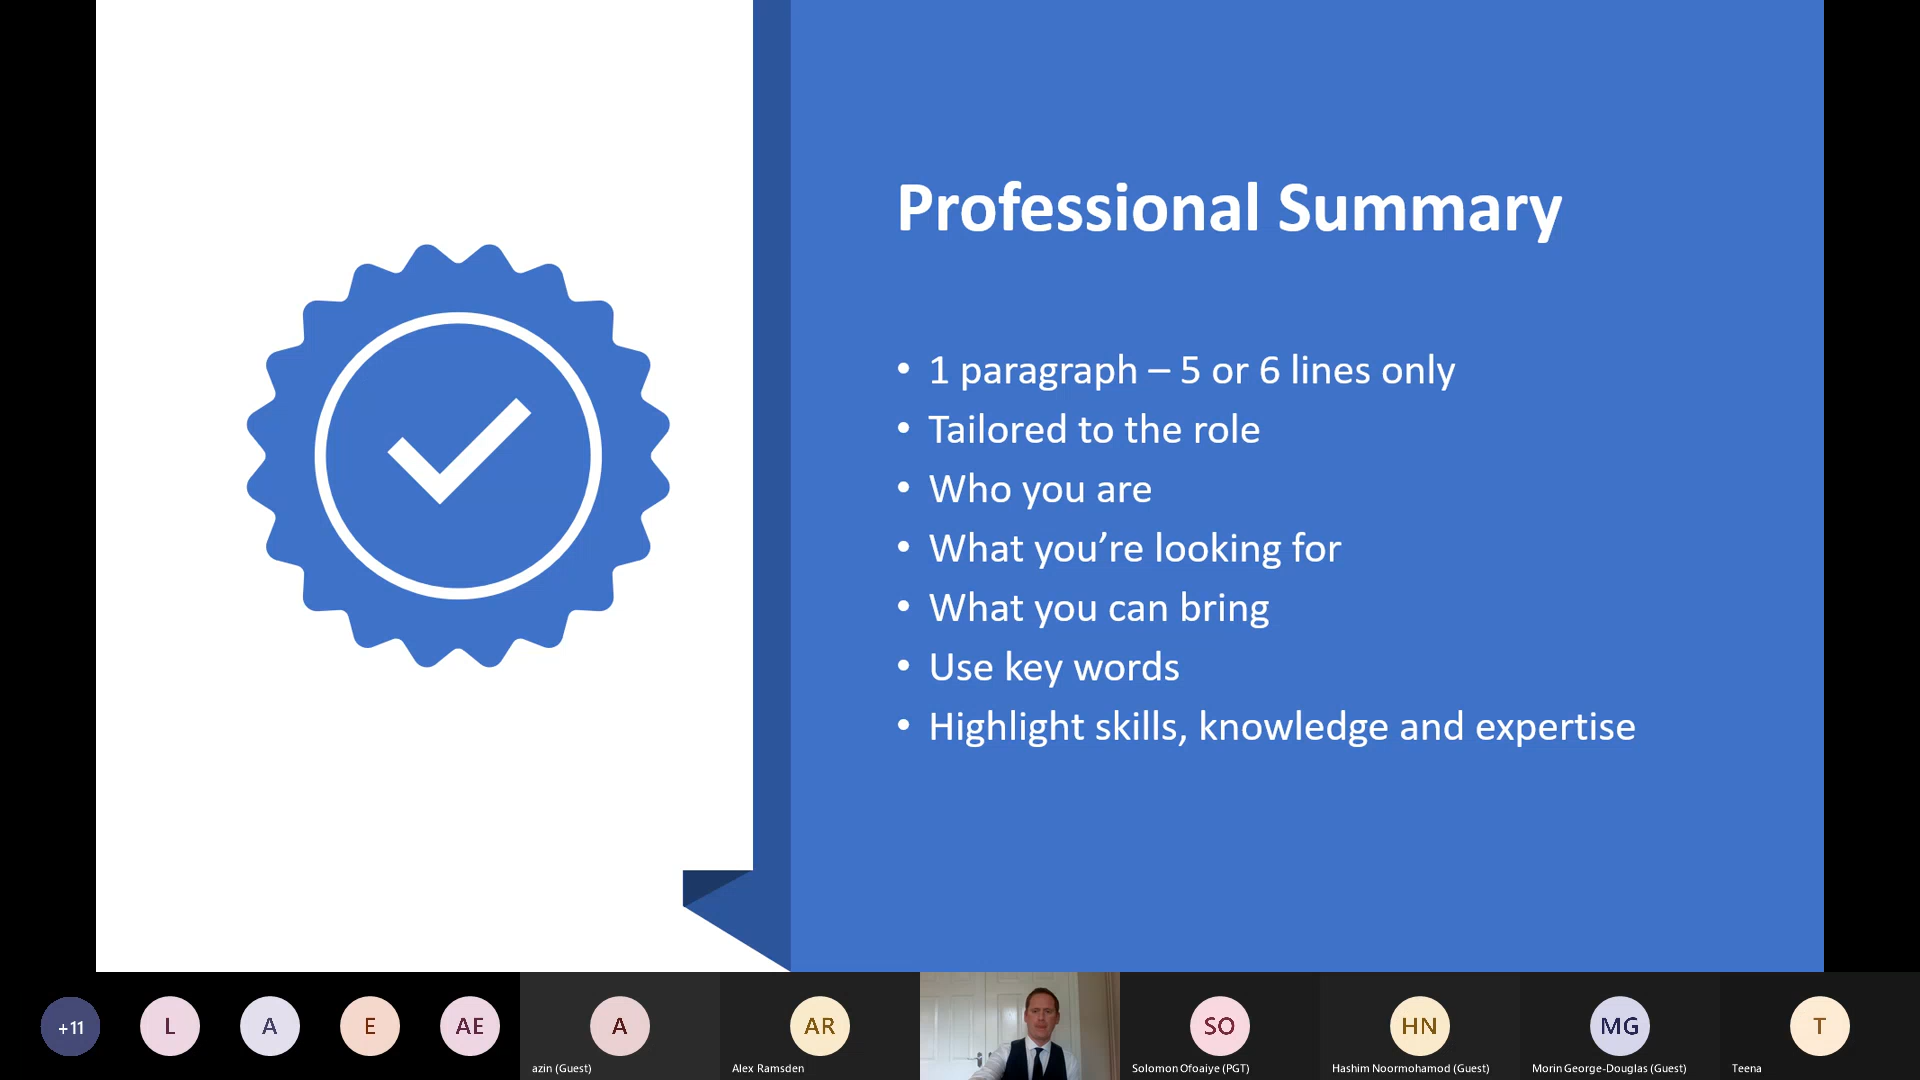 Professional Summary
• 1 paragraph – 5 or 6 lines only
• Tailored to the role
• Who you are
• What you’re looking for
• What you can bring
• Use key words
• Highlight skills, knowledge and expertise
+11
L
A
E
AE
A
AR
SO
HN
MG
T
azin (Guest)
Alex Ramsden
Solomon Ofoaiye (PGT)
Hashim Noormohamod (Guest)
Morin George-Douglas (Guest)
Teena